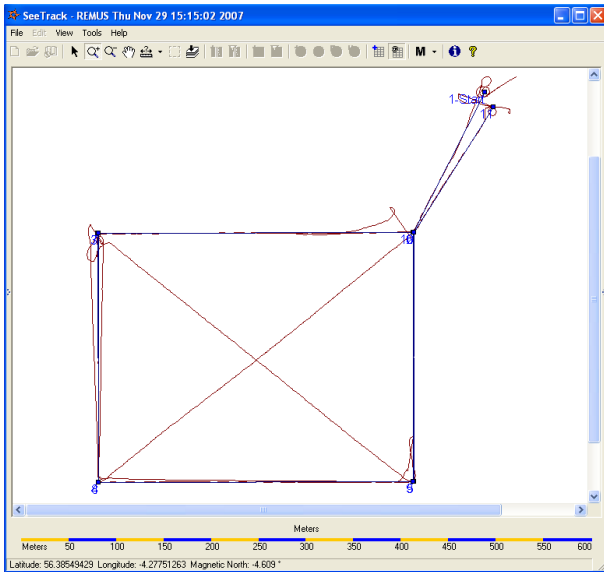 SeeTrack - REMUS Thu Nov 29 15:15:02 2007
File Edit View Tools Help
M
1-Start
11
Meters
Meters 50 100 150 200 250 300 350 400 450 500 550 600
Latitude: 56.38549429 Longitude: -4.27751263 Magnetic North: -4.609 °